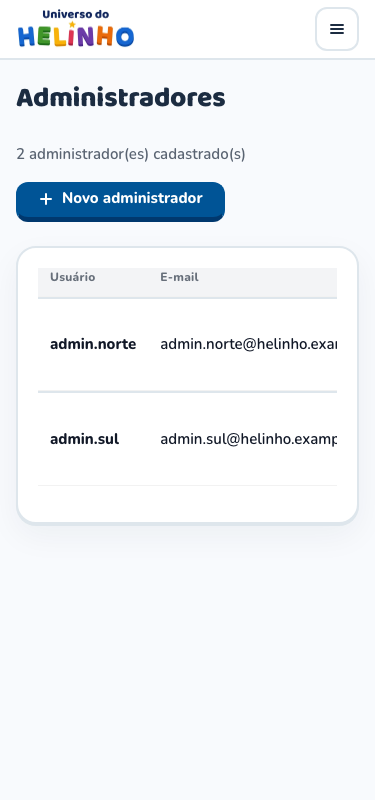 Universo do
HELINHO
Administradores
2 administrador(es) cadastrado(s)
+ Novo administrador
Usuário E-mail
admin.norte admin.norte@helinho.exa
admin.sul admin.sul@helinho.examp